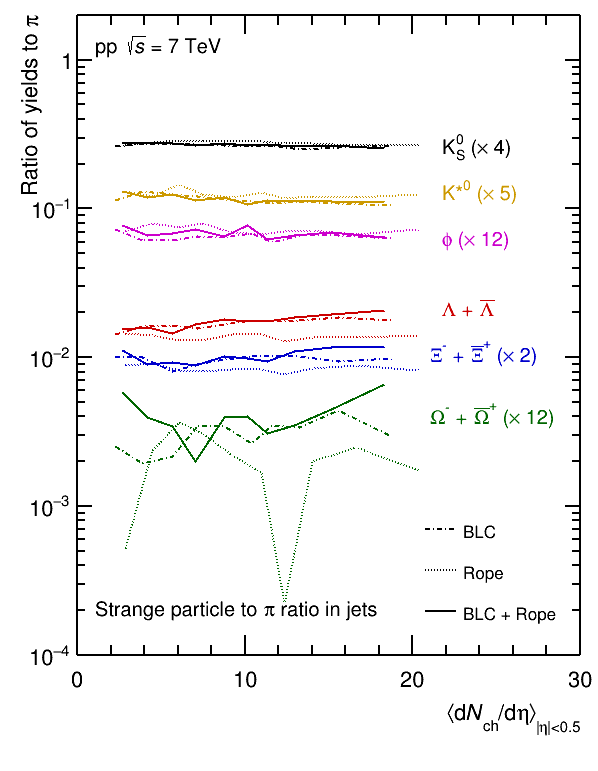 Ratio of yields to π
pp √s = 7 TeV
1
10⁻¹
10⁻²
10⁻³
10⁻⁴
K⁰_S (× 4)
K*⁰ (× 5)
ϕ (× 12)
Λ + Λ̅
Ξ⁻ + Ξ̅⁺ (× 2)
Ω⁻ + Ω̅⁺ (× 12)
BLC
Rope
BLC + Rope
Strange particle to π ratio in jets
0 10 20 30
⟨dN_ch/dη⟩_|η|<0.5